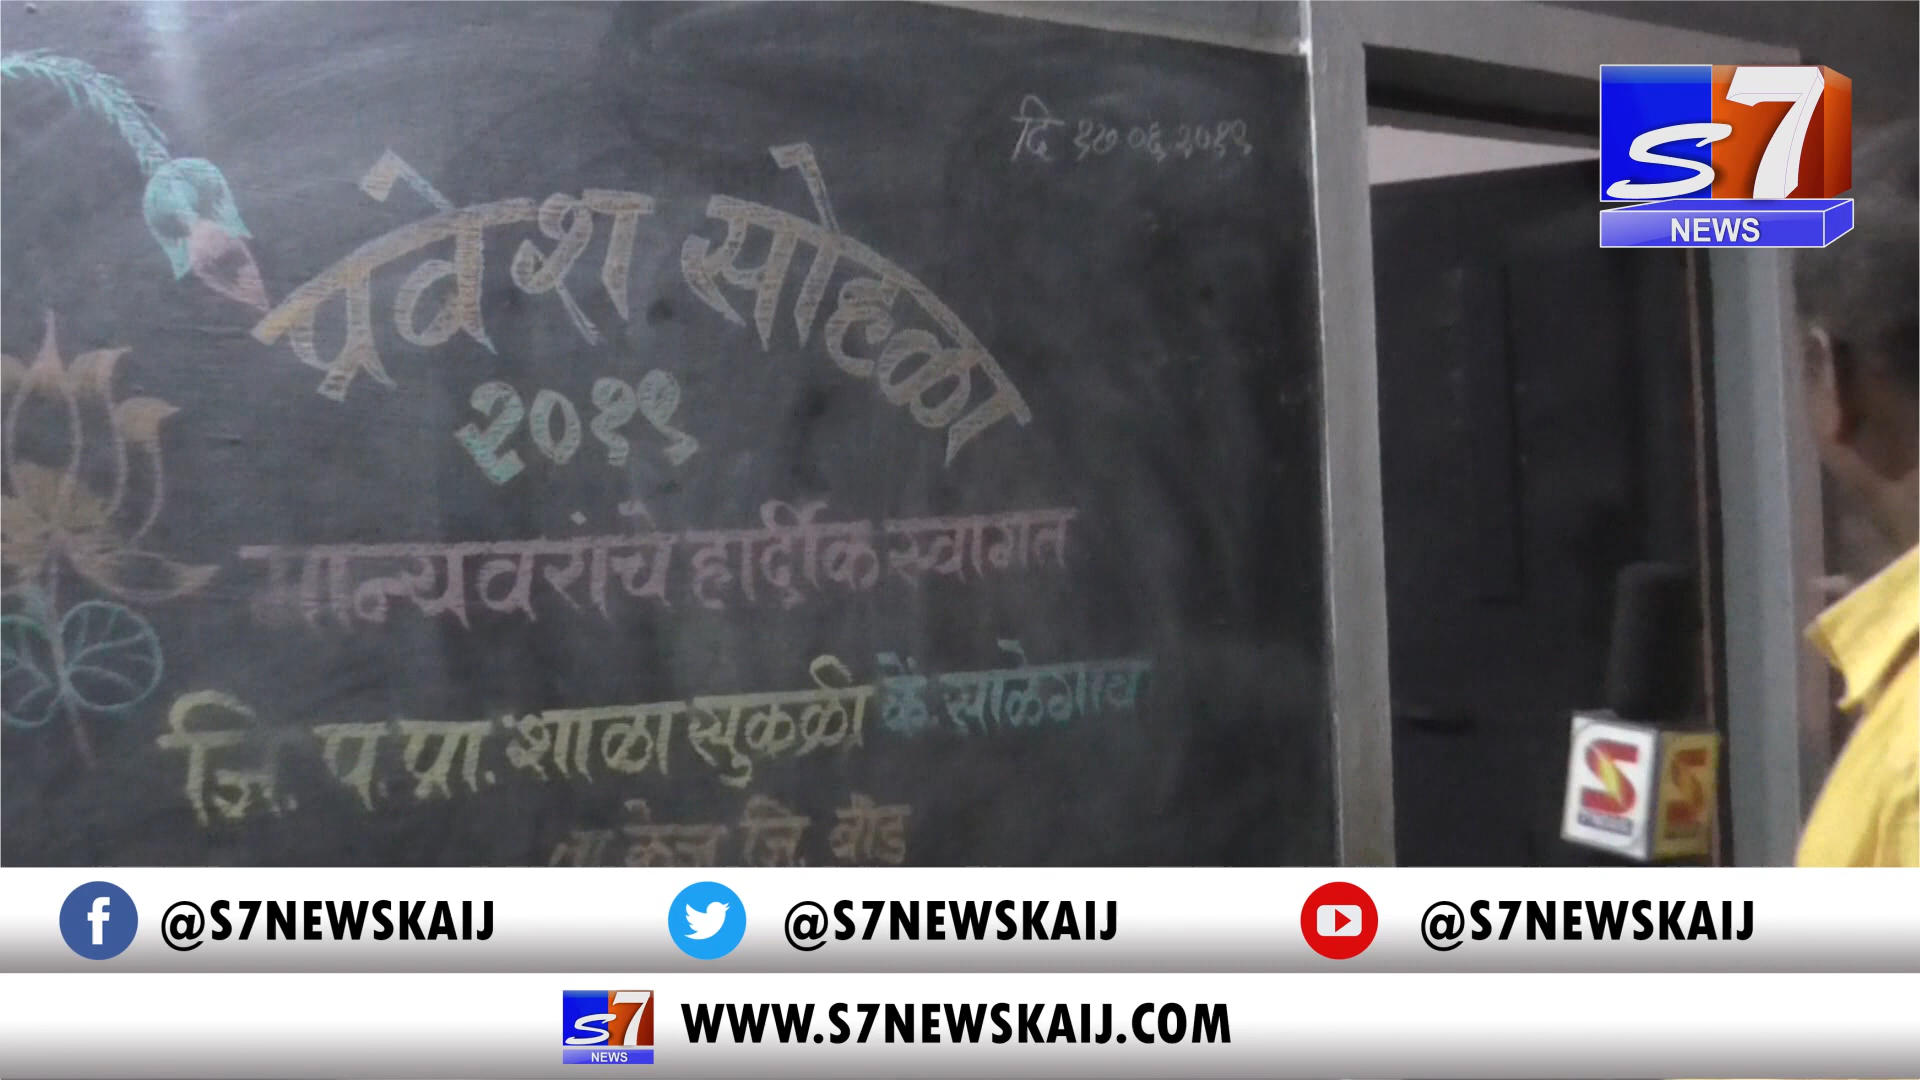 दि १७ ०६ २०१९
प्रवेश सोहळा
२०१९
मान्यवरांचे हार्दीक स्वागत
जि. प. प्रा. शाळा सुकळी कें. साळेगाव
ता केज जि. बीड
S7
NEWS
S
@S7NEWSKAIJ @S7NEWSKAIJ @S7NEWSKAIJ
S7 NEWS WWW.S7NEWSKAIJ.COM